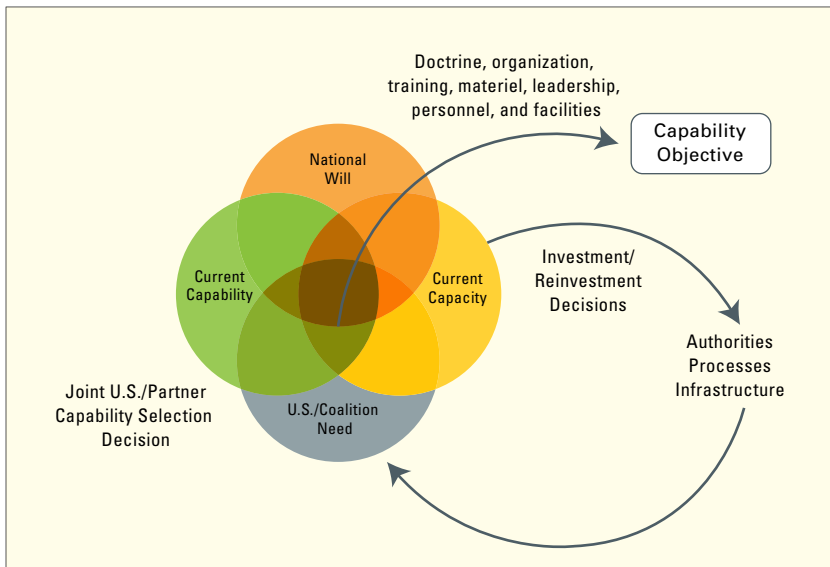 Doctrine, organization,
training, materiel, leadership,
personnel, and facilities
Capability
Objective
National
Will
Current
Capability
Current
Capacity
Investment/
Reinvestment
Decisions
Authorities
Processes
Infrastructure
Joint U.S./Partner
Capability Selection
Decision
U.S./Coalition
Need